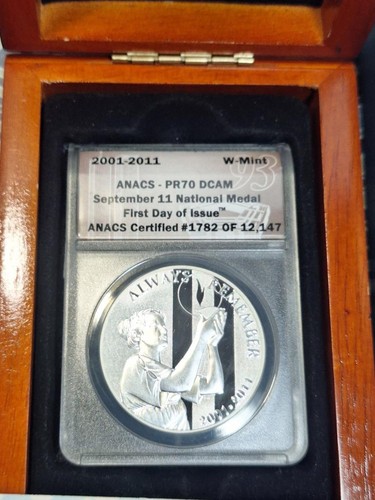 2001-2011 W-Mint
ANACS - PR70 DCAM
September 11 National Medal
First Day of Issue™
ANACS Certified #1782 OF 12,147
93
ALWAYS REMEMBER
2001·2011